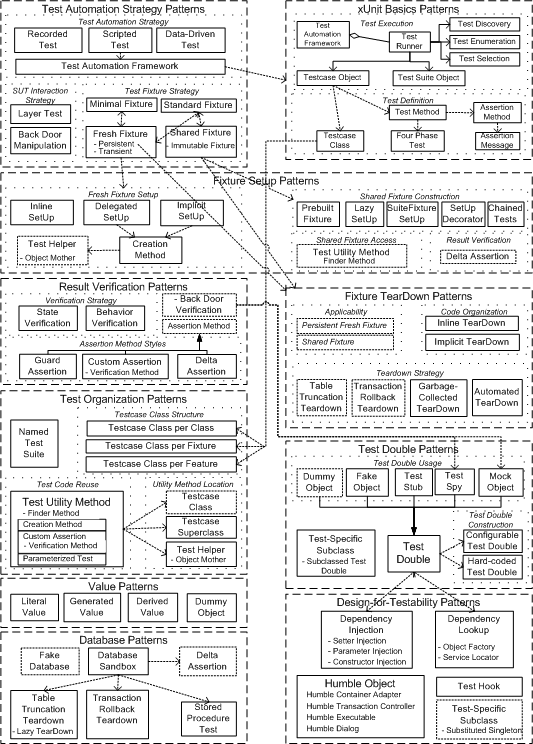 Test Automation Strategy Patterns
Test Automation Strategy
Recorded Test
Scripted Test
Data-Driven Test
Test Automation Framework
SUT Interaction Strategy
Layer Test
Back Door Manipulation
Test Fixture Strategy
Minimal Fixture
Standard Fixture
Fresh Fixture
- Persistent
- Transient
Shared Fixture
- Immutable Fixture
xUnit Basics Patterns
Test Execution
Test Automation Framework
Test Runner
Test Discovery
Test Enumeration
Test Selection
Testcase Object
Test Suite Object
Test Definition
Test Method
Assertion Method
Testcase Class
Four Phase Test
Assertion Message
Fixture Setup Patterns
Fresh Fixture Setup
Inline SetUp
Delegated SetUp
Implicit SetUp
Test Helper
- Object Mother
Creation Method
Shared Fixture Construction
Prebuilt Fixture
Lazy SetUp
SuiteFixture SetUp
SetUp Decorator
Chained Tests
Shared Fixture Access
Test Utility Method
Finder Method
Result Verification
Delta Assertion
Result Verification Patterns
Verification Strategy
State Verification
Behavior Verification
- Back Door Verification
Assertion Method
Assertion Method Styles
Guard Assertion
Custom Assertion
- Verification Method
Delta Assertion
Fixture TearDown Patterns
Applicability
Persistent Fresh Fixture
Shared Fixture
Code Organization
Inline TearDown
Implicit TearDown
Teardown Strategy
Table Truncation Teardown
Transaction Rollback Teardown
Garbage-Collected TearDown
Automated TearDown
Test Organization Patterns
Named Test Suite
Testcase Class Structure
Testcase Class per Class
Testcase Class per Fixture
Testcase Class per Feature
Test Code Reuse
Test Utility Method
- Finder Method
Creation Method
Custom Assertion
- Verification Method
Parameterized Test
Utility Method Location
Testcase Class
Testcase Superclass
Test Helper
- Object Mother
Test Double Patterns
Test Double Usage
Dummy Object
Fake Object
Test Stub
Test Spy
Mock Object
Test-Specific Subclass
- Subclassed Test Double
Test Double
Test Double Construction
Configurable Test Double
Hard-coded Test Double
Value Patterns
Literal Value
Generated Value
Derived Value
Dummy Object
Database Patterns
Fake Database
Database Sandbox
Delta Assertion
Table Truncation Teardown
- Lazy TearDown
Transaction Rollback Teardown
Stored Procedure Test
Design-for-Testability Patterns
Dependency Injection
- Setter Injection
- Parameter Injection
- Constructor Injection
Dependency Lookup
- Object Factory
- Service Locator
Humble Object
Humble Container Adapter
Humble Transaction Controller
Humble Executable
Humble Dialog
Test Hook
Test-Specific Subclass
- Substituted Singleton